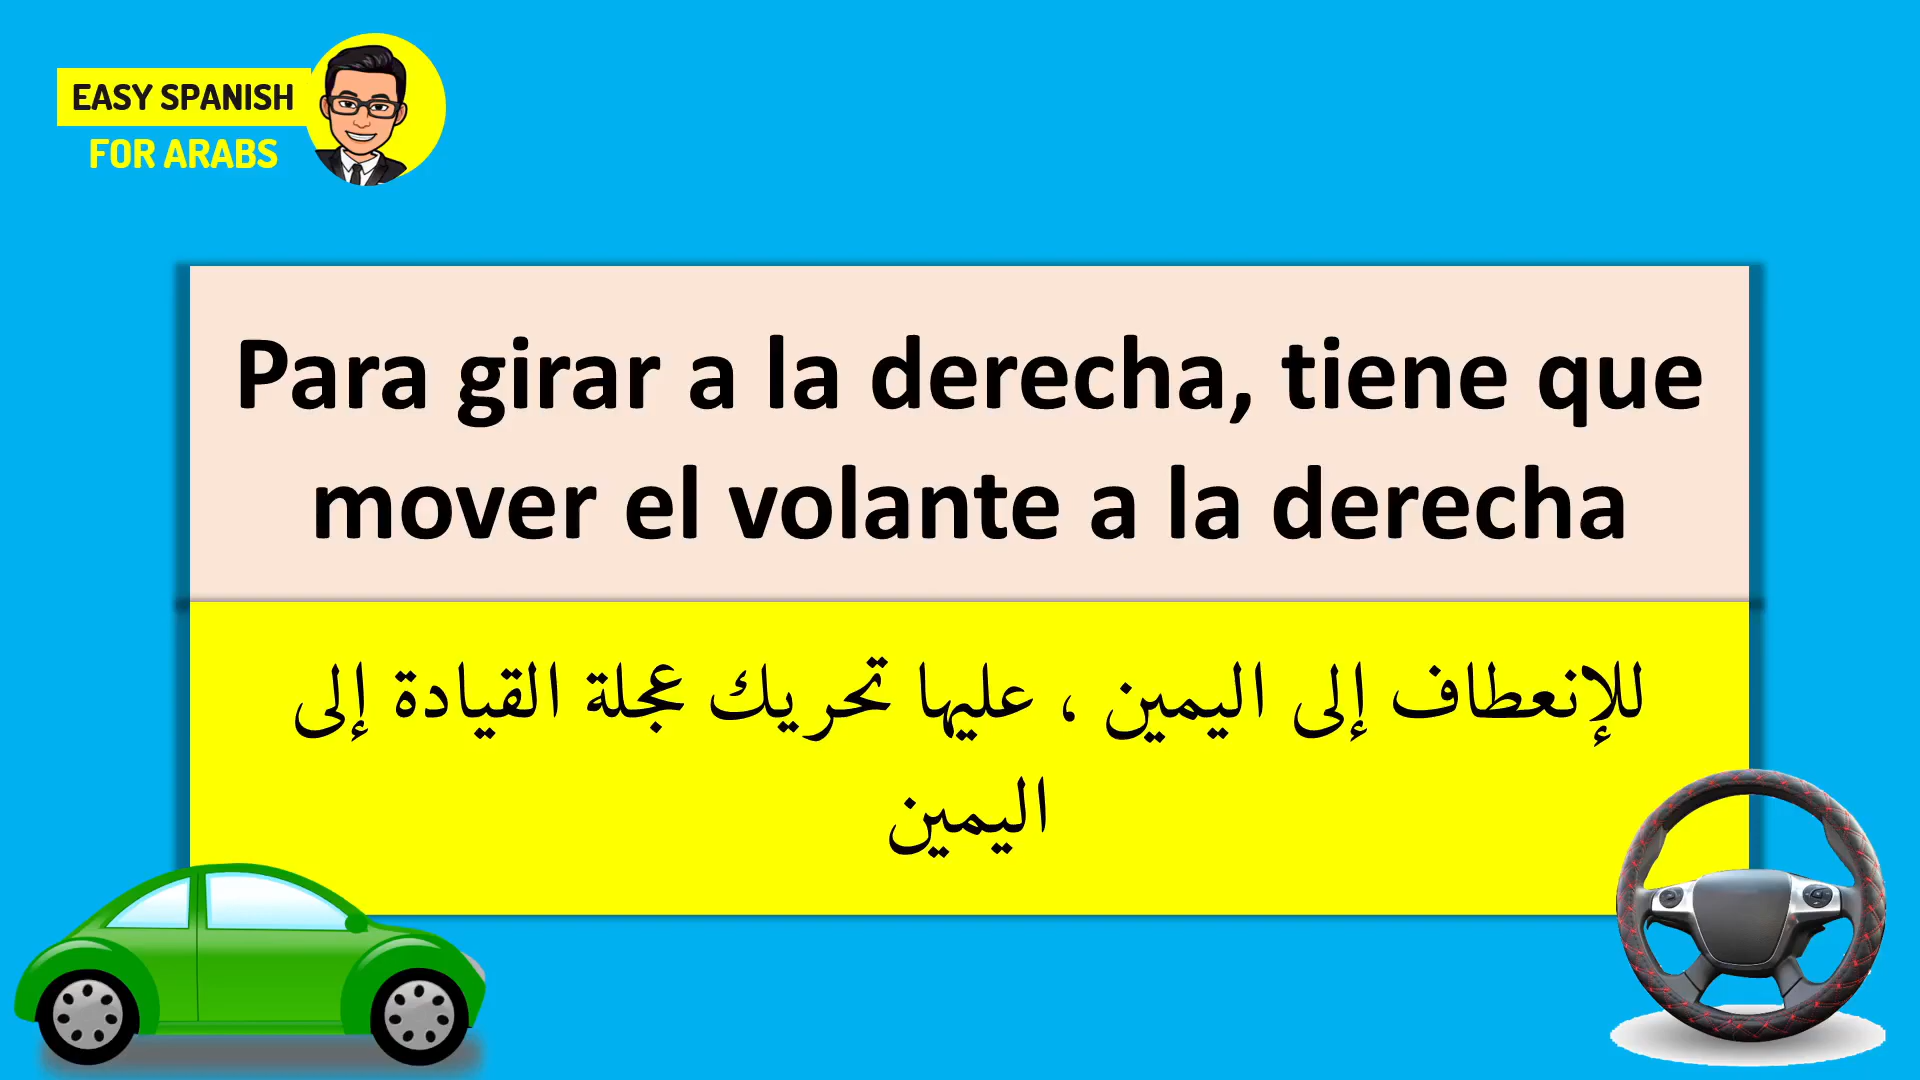 EASY SPANISH
FOR ARABS
Para girar a la derecha, tiene que
mover el volante a la derecha
للإنعطاف إلى اليمين ، عليها تحريك عجلة القيادة إلى
اليمين